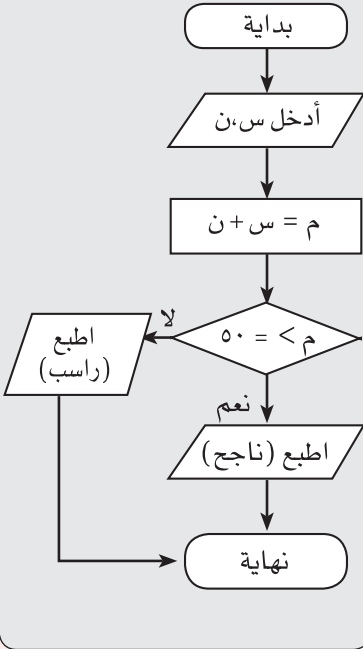 بداية
أدخل س،ن
م = س + ن
م > = ٥٠
لا
اطبع
(راسب)
نعم
اطبع (ناجح)
نهاية